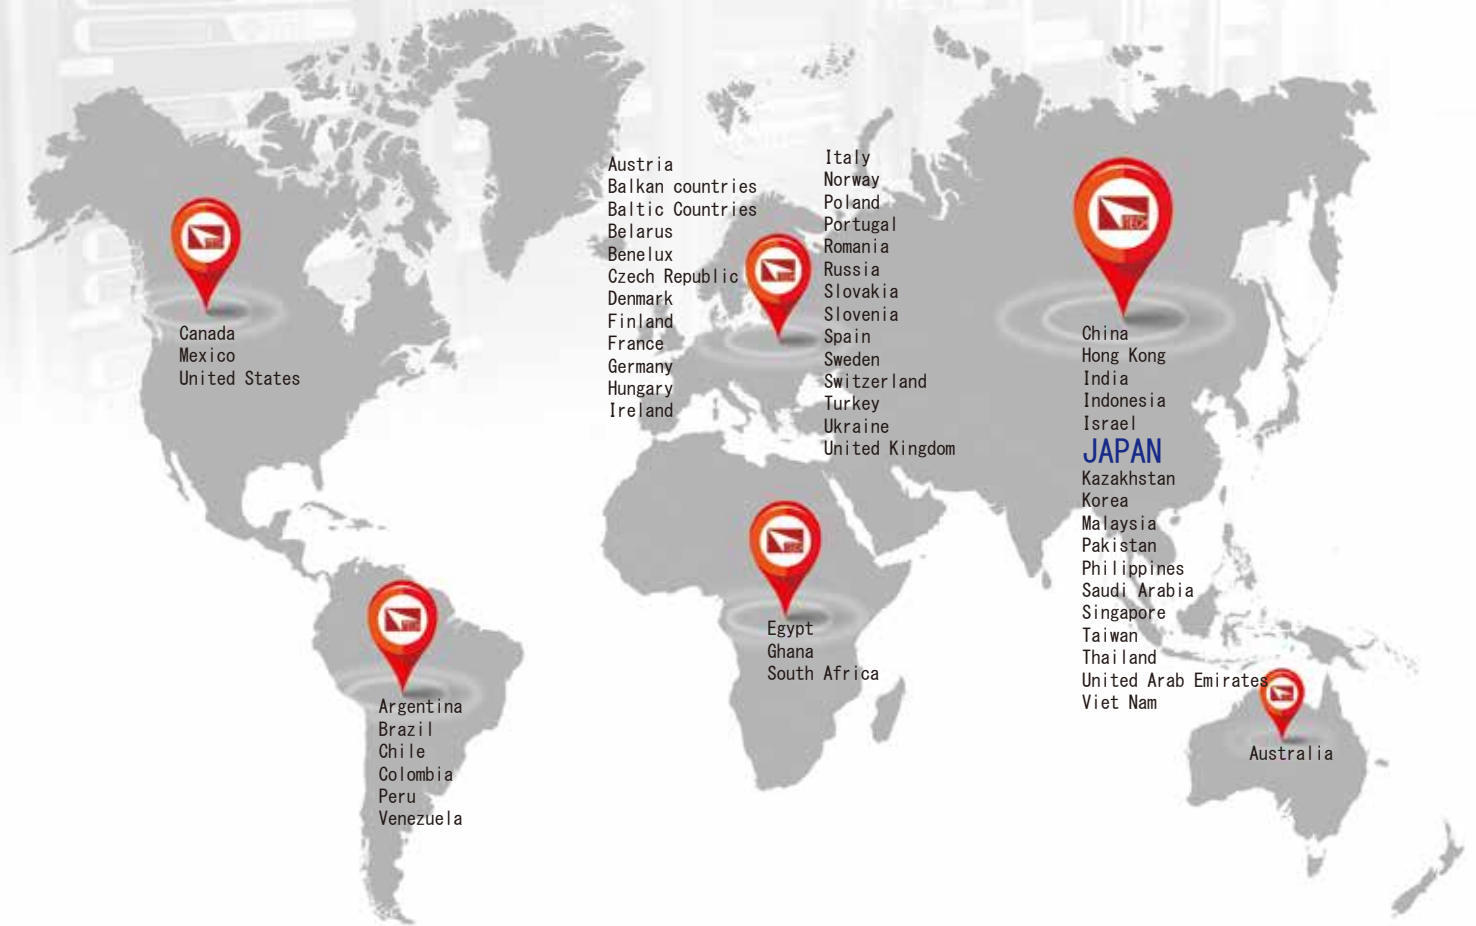 Canada
Mexico
United States
Austria
Balkan countries
Baltic Countries
Belarus
Benelux
Czech Republic
Denmark
Finland
France
Germany
Hungary
Ireland
Italy
Norway
Poland
Portugal
Romania
Russia
Slovakia
Slovenia
Spain
Sweden
Switzerland
Turkey
Ukraine
United Kingdom
China
Hong Kong
India
Indonesia
Israel
JAPAN
Kazakhstan
Korea
Malaysia
Pakistan
Philippines
Saudi Arabia
Singapore
Taiwan
Thailand
United Arab Emirates
Viet Nam
Egypt
Ghana
South Africa
Argentina
Brazil
Chile
Colombia
Peru
Venezuela
Australia